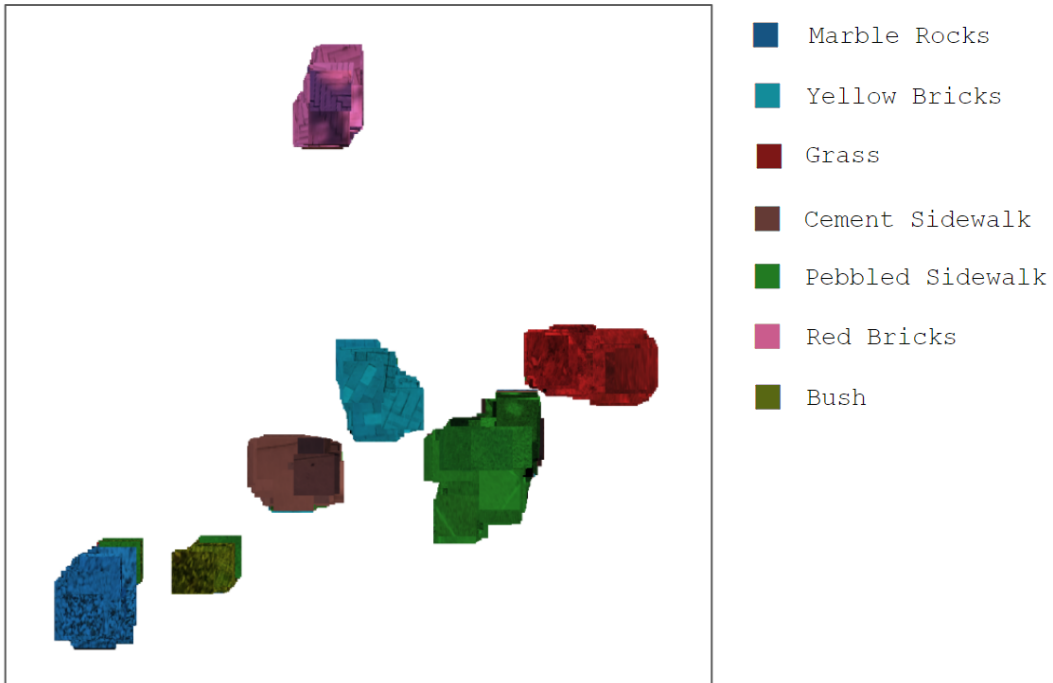 Marble Rocks
Yellow Bricks
Grass
Cement Sidewalk
Pebbled Sidewalk
Red Bricks
Bush